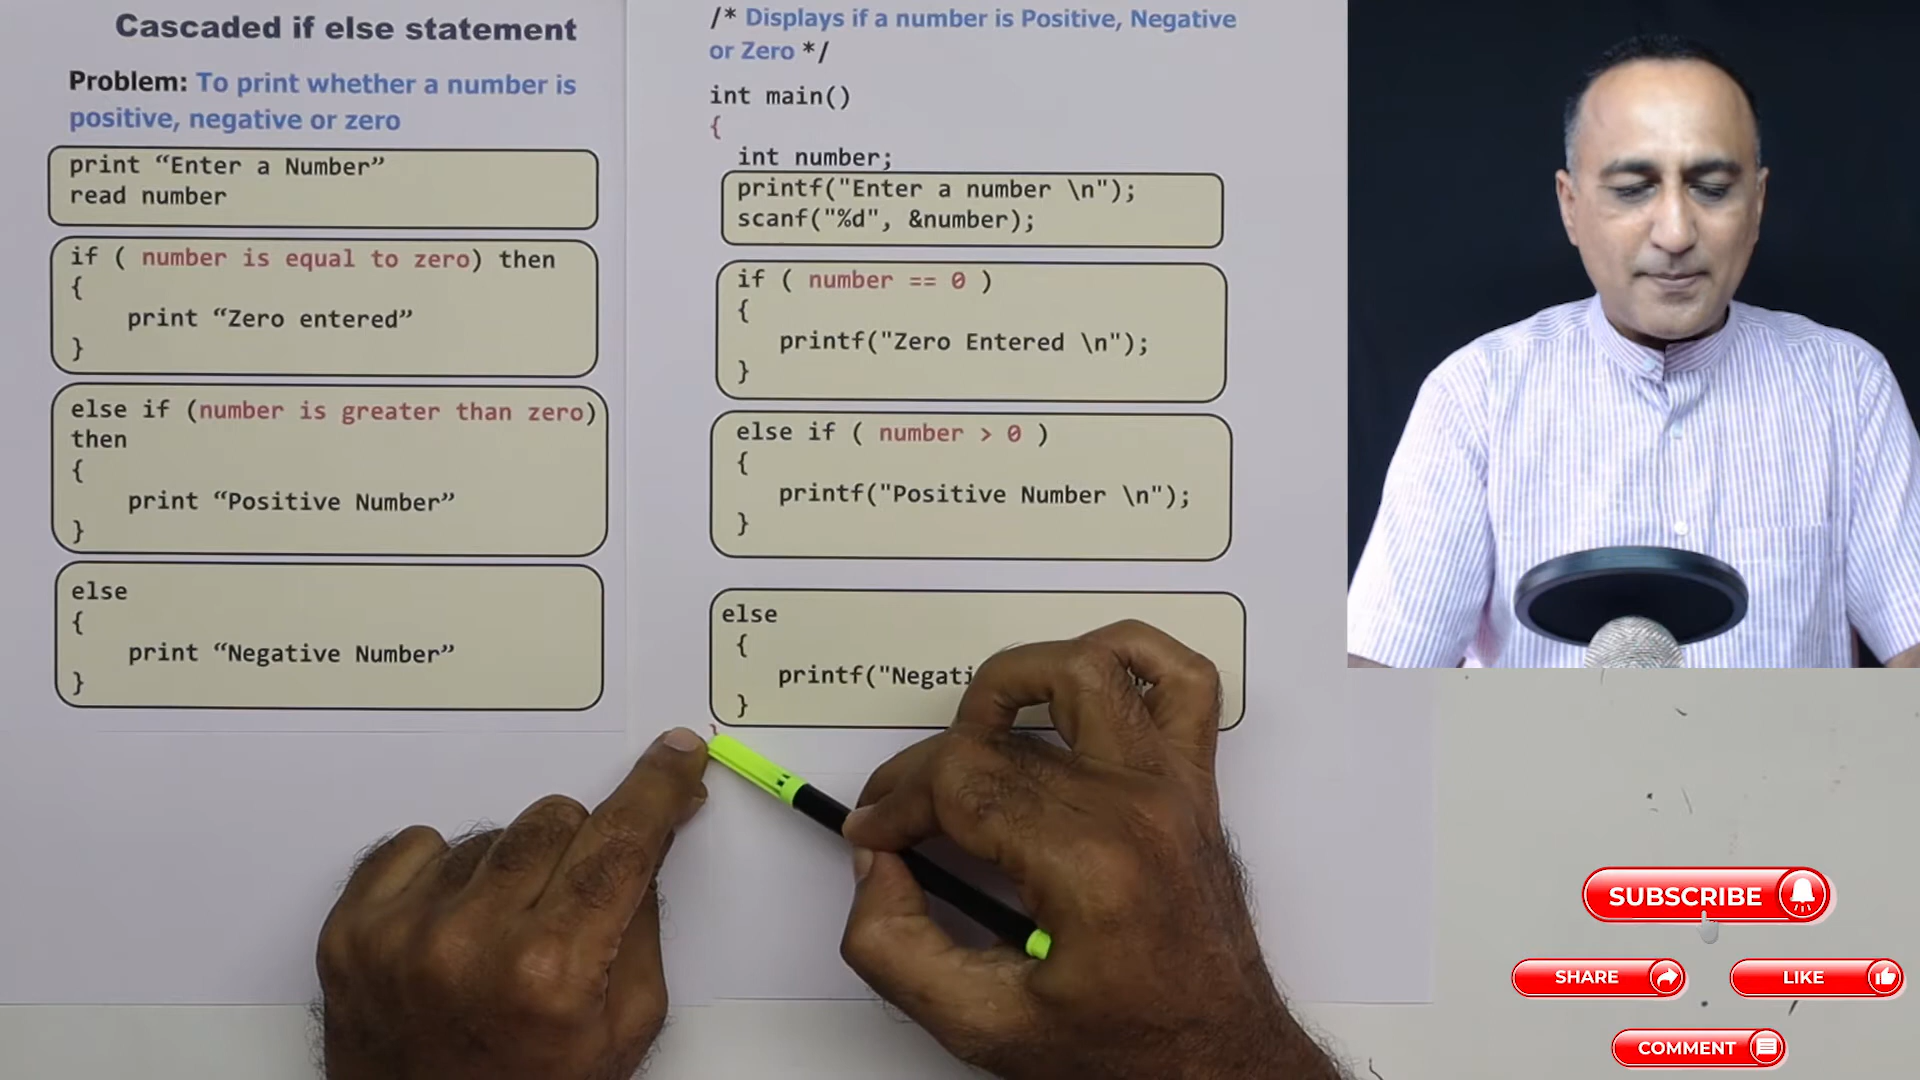 Cascaded if else statement
Problem: To print whether a number is
positive, negative or zero
print “Enter a Number”
read number
if ( number is equal to zero) then
{
print “Zero entered”
}
else if (number is greater than zero)
then
{
print “Positive Number”
}
else
{
print “Negative Number”
}
/* Displays if a number is Positive, Negative
or Zero */
int main()
{
int number;
printf("Enter a number \n");
scanf("%d", &number);
if ( number == 0 )
{
printf("Zero Entered \n");
}
else if ( number > 0 )
{
printf("Positive Number \n");
}
else
{
printf("Negati
}
}
SUBSCRIBE
SHARE
LIKE
COMMENT